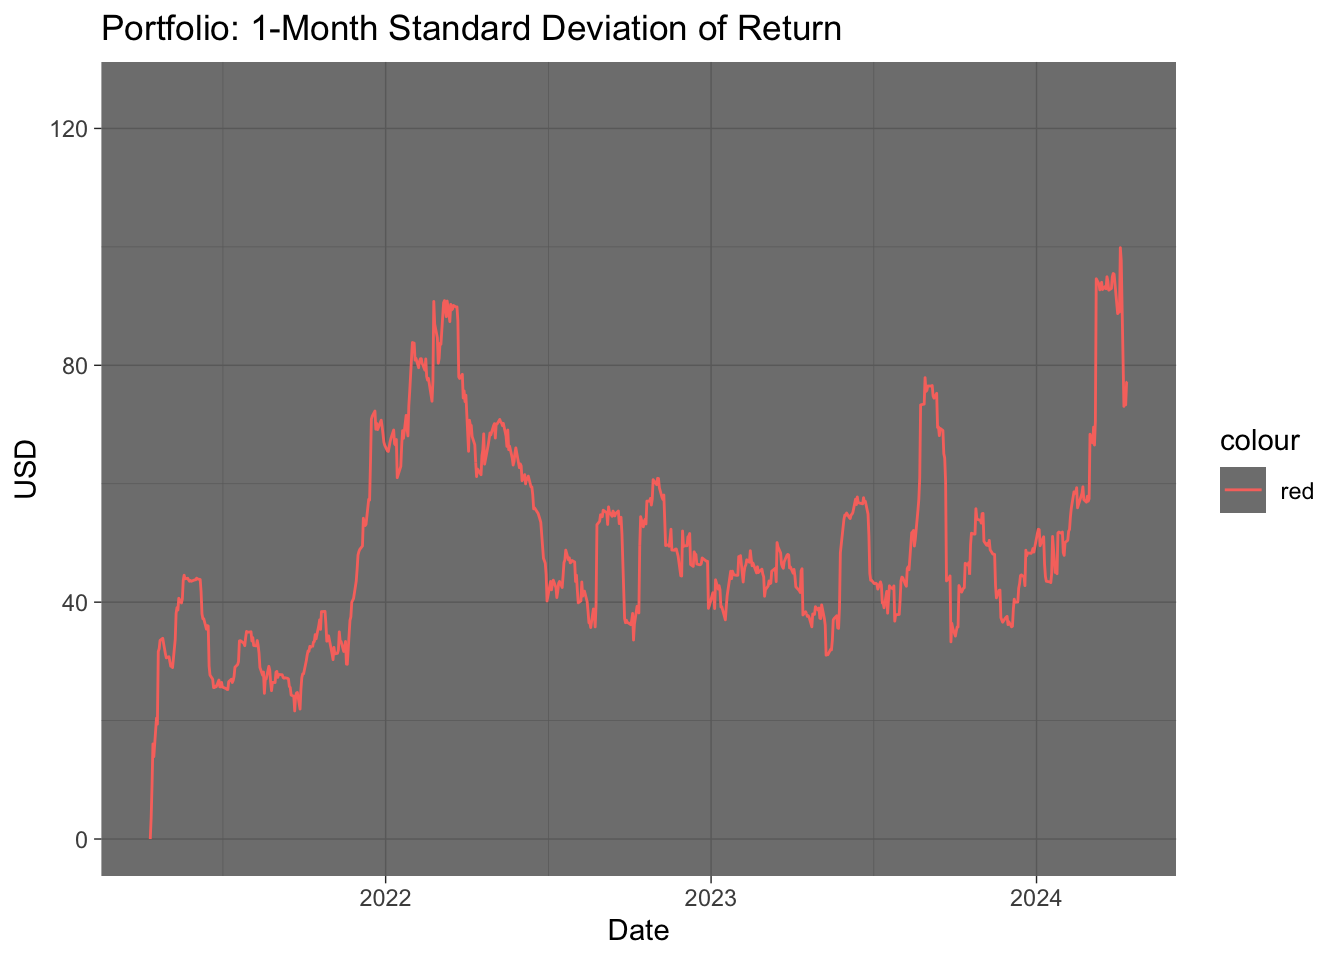 Portfolio: 1-Month Standard Deviation of Return
120
80
40
0
USD
2022
2023
2024
Date
colour
red